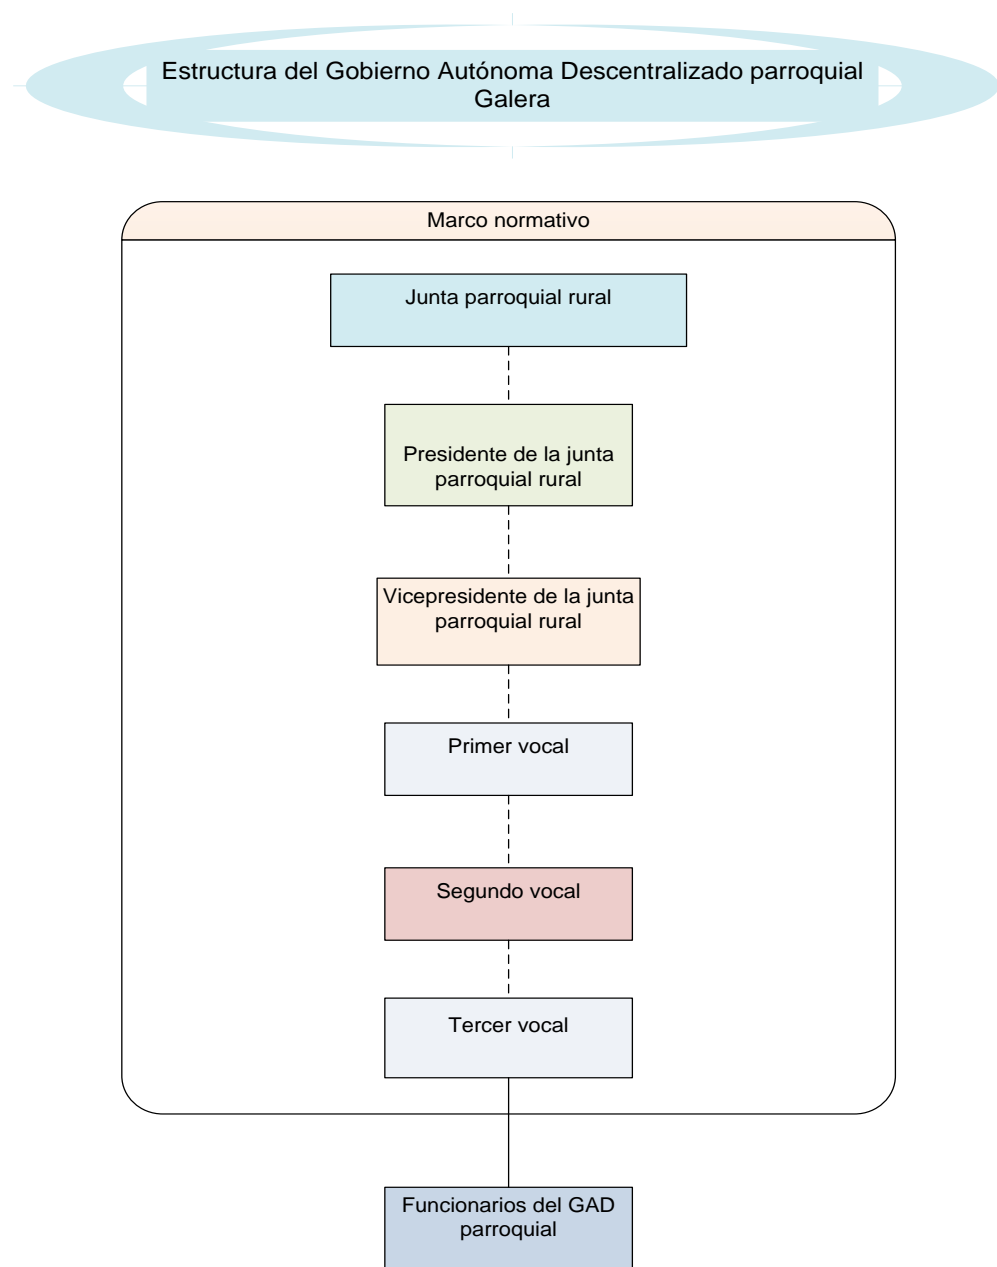 Estructura del Gobierno Autónoma Descentralizado parroquial
Galera
Marco normativo
Junta parroquial rural
Presidente de la junta
parroquial rural
Vicepresidente de la junta
parroquial rural
Primer vocal
Segundo vocal
Tercer vocal
Funcionarios del GAD
parroquial